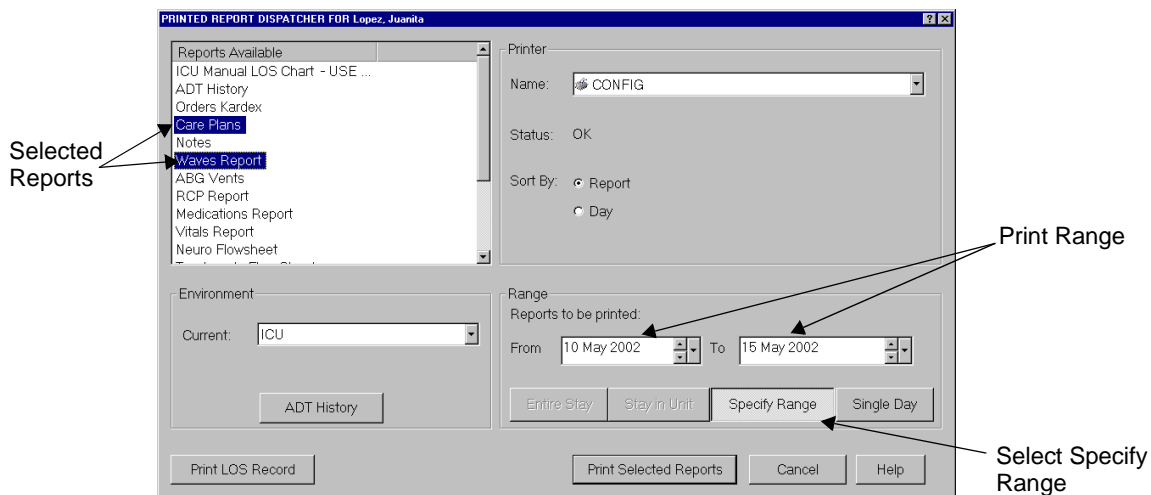 PRINTED REPORT DISPATCHER FOR Lopez, Juanita
Reports Available
ICU Manual LOS Chart - USE ...
ADT History
Orders Kardex
Care Plans
Notes
Waves Report
ABG Vents
RCP Report
Medications Report
Vitals Report
Neuro Flowsheet
Selected
Reports
Printer
Name: CONFIG
Status: OK
Sort By: Report
Day
Print Range
Environment
Current: ICU
ADT History
Range
Reports to be printed:
From 10 May 2002 To 15 May 2002
Entire Stay Stay in Unit Specify Range Single Day
Select Specify
Range
Print LOS Record Print Selected Reports Cancel Help